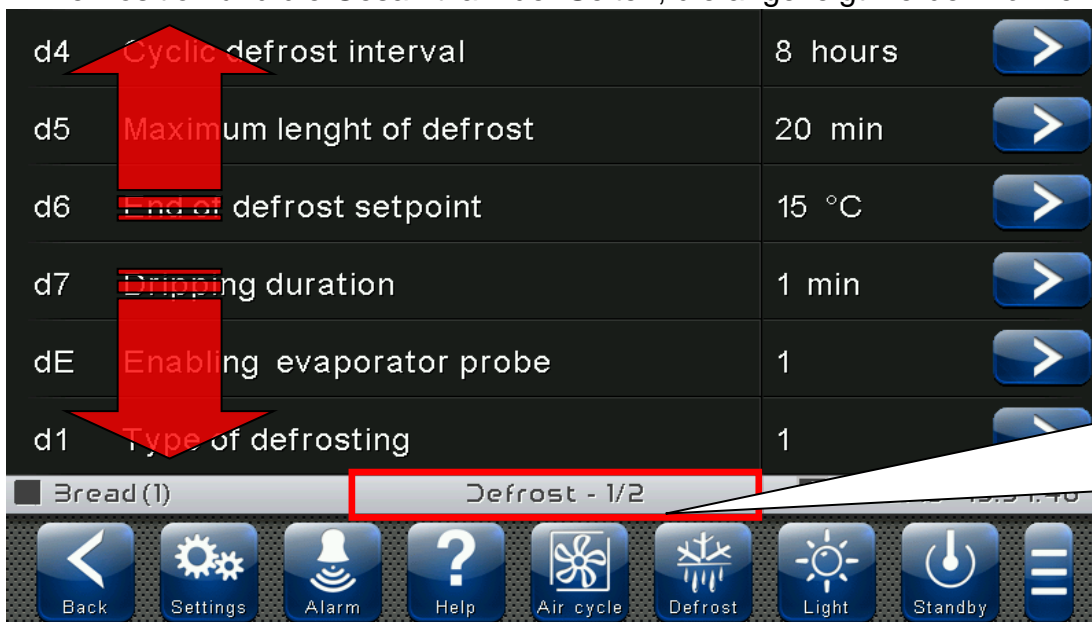 d4 Cyclic defrost interval 8 hours
d5 Maximum lenght of defrost 20 min
d6 End of defrost setpoint 15 °C
d7 Dripping duration 1 min
dE Enabling evaporator probe 1
d1 Type of defrosting 1
Bread(1) Defrost - 1/2
Back Settings Alarm Help Air cycle Defrost Light Standby